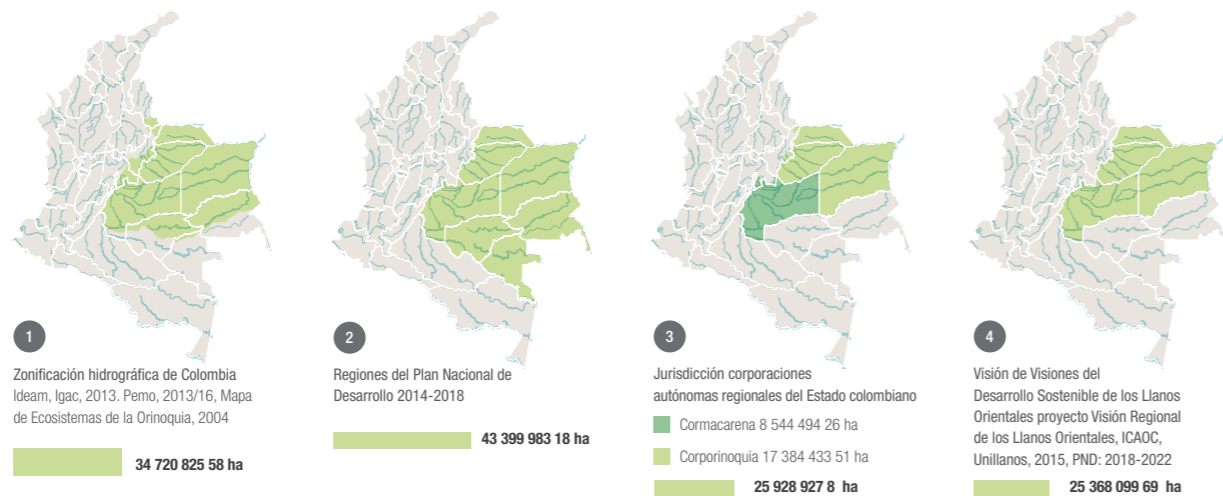 1
Zonificación hidrográfica de Colombia
Ideam, Igac, 2013. Pemo, 2013/16, Mapa
de Ecosistemas de la Orinoquia, 2004
34 720 825 58 ha
2
Regiones del Plan Nacional de
Desarrollo 2014-2018
43 399 983 18 ha
3
Jurisdicción corporaciones
autónomas regionales del Estado colombiano
Cormacarena 8 544 494 26 ha
Corporinoquia 17 384 433 51 ha
25 928 927 8 ha
4
Visión de Visiones del
Desarrollo Sostenible de los Llanos
Orientales proyecto Visión Regional
de los Llanos Orientales, ICAOC,
Unillanos, 2015, PND: 2018-2022
25 368 099 69 ha